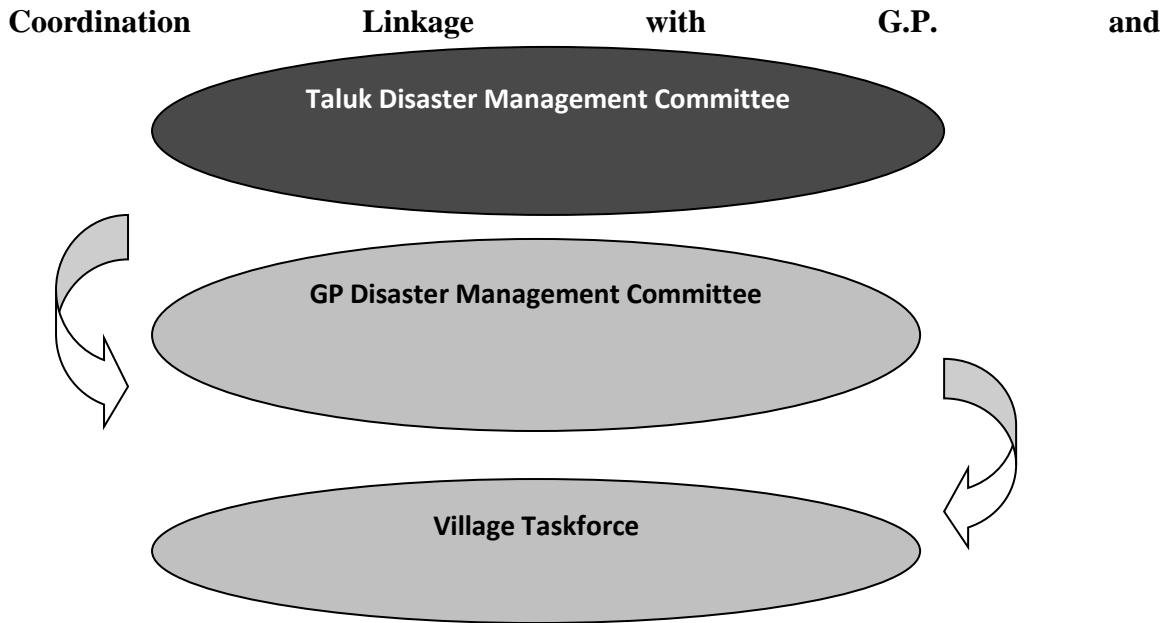 Coordination Linkage with G.P. and
Taluk Disaster Management Committee
GP Disaster Management Committee
Village Taskforce